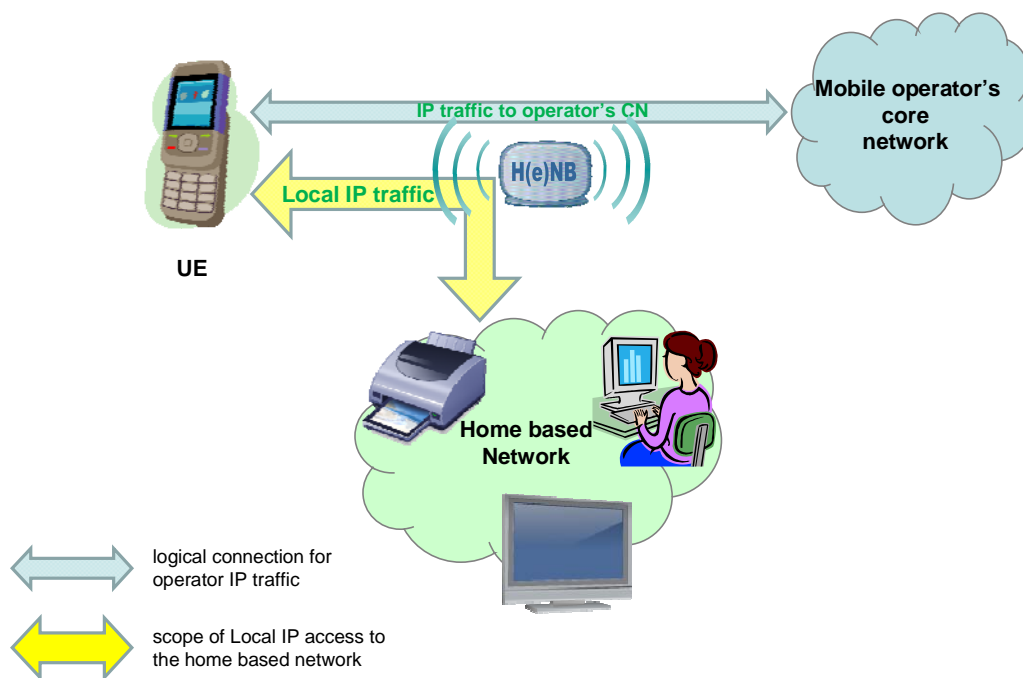 Mobile operator's
core
network
IP traffic to operator's CN
H(e)NB
Local IP traffic
UE
Home based
Network
logical connection for
operator IP traffic
scope of Local IP access to
the home based network